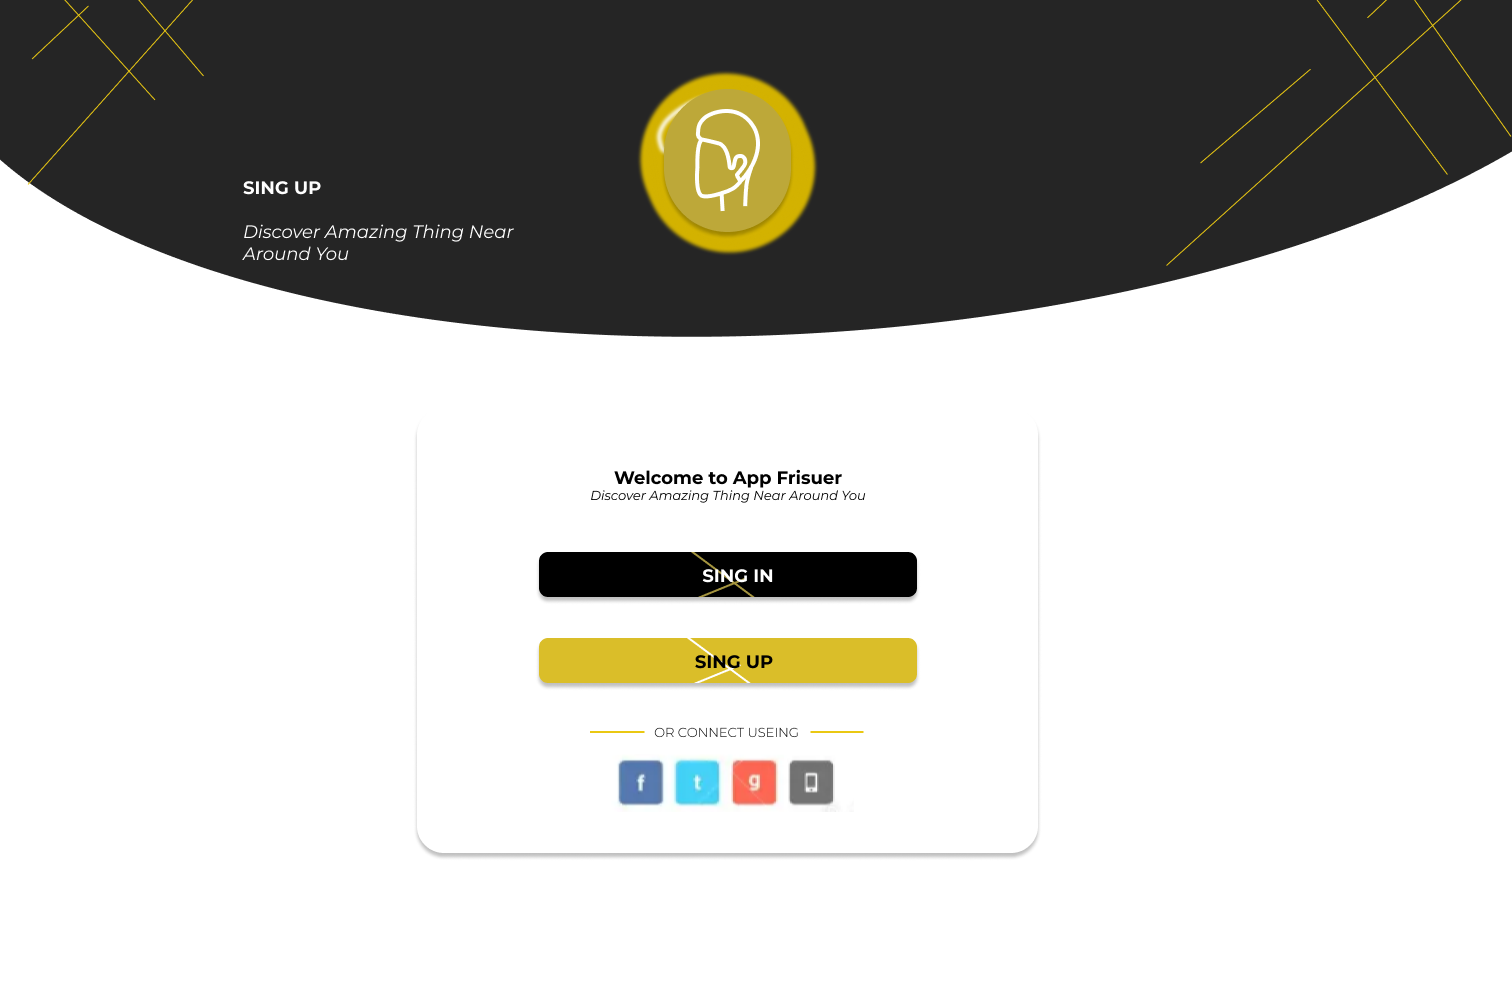 SING UP
Discover Amazing Thing Near
Around You
Welcome to App Frisuer
Discover Amazing Thing Near Around You
SING IN
SING UP
OR CONNECT USEING
f t g